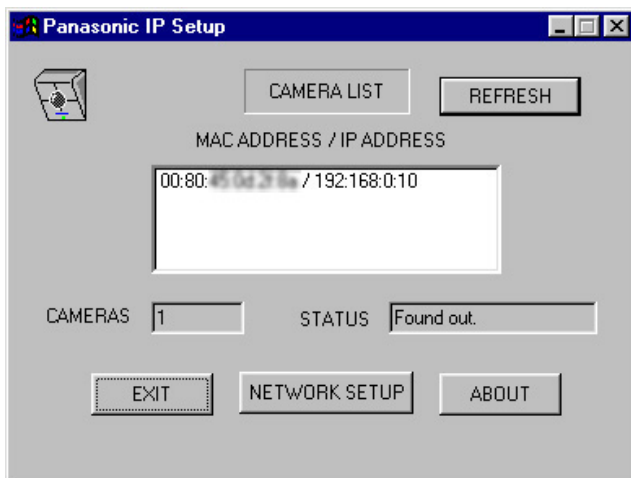 Panasonic IP Setup
CAMERA LIST
REFRESH
MAC ADDRESS / IP ADDRESS
00:80: / 192:168:0:10
CAMERAS 1 STATUS Found out.
EXIT NETWORK SETUP ABOUT